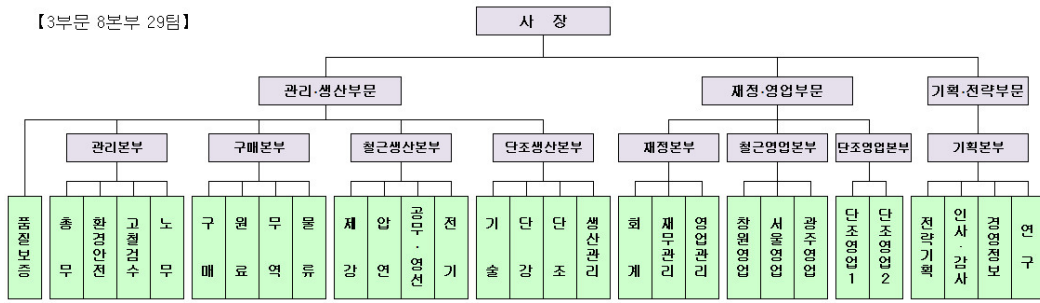 【3부문 8본부 29팀】
사 장
관리·생산부문
재정·영업부문
기획·전략부문
관리본부
구매본부
철근생산본부
단조생산본부
재정본부
철근영업본부
단조영업본부
기획본부
품질보증
총무
환경안전
고철검수
노무
구매
원료
무역
물류
제강
압연
공무·영선
전기
기술
단강
단조
생산관리
회계
재무관리
영업관리
창원영업
서울영업
광주영업
단조영업1
단조영업2
전략기획
인사·감사
경영정보
연구